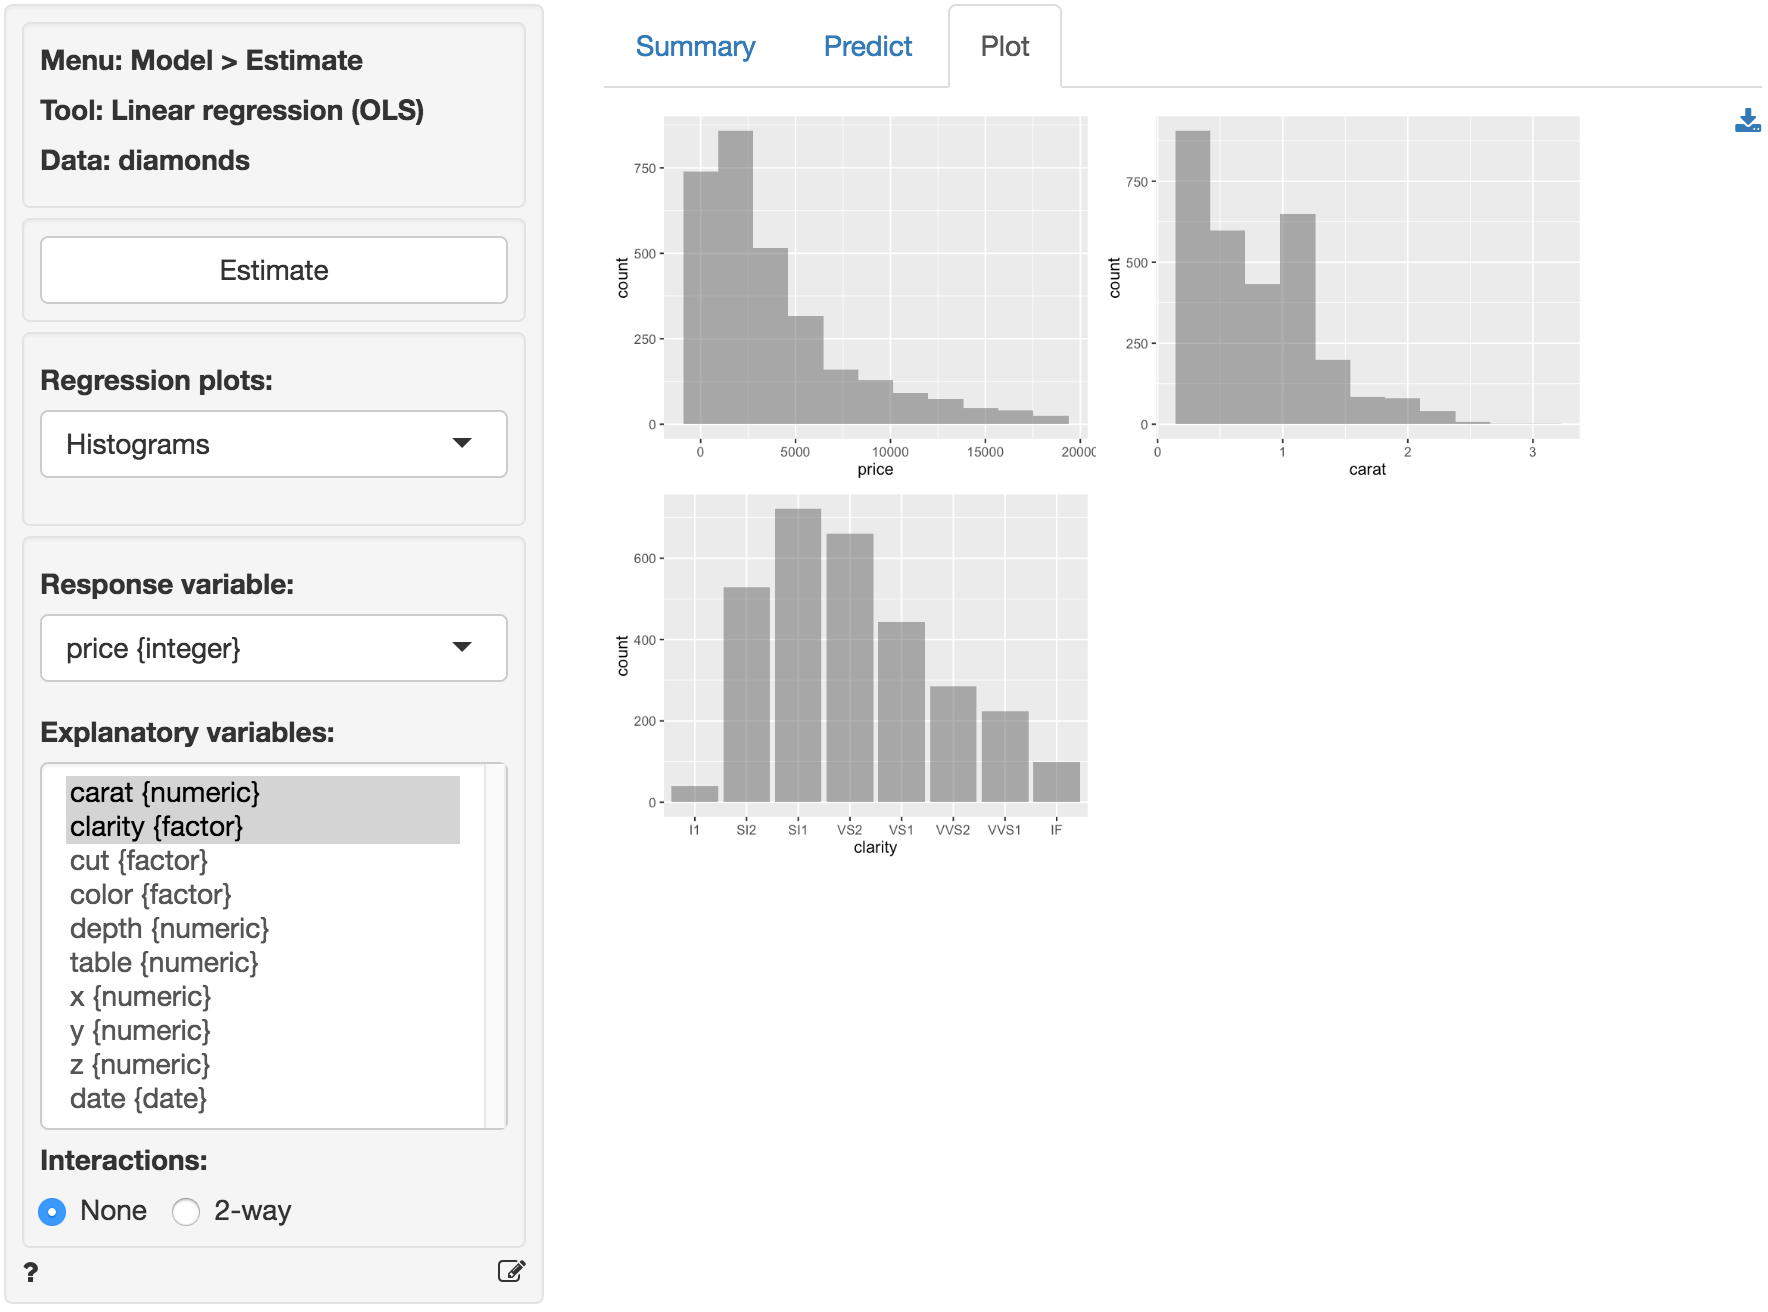 Menu: Model > Estimate
Tool: Linear regression (OLS)
Data: diamonds
Estimate
Regression plots:
Histograms
Response variable:
price {integer}
Explanatory variables:
carat {numeric}
clarity {factor}
cut {factor}
color {factor}
depth {numeric}
table {numeric}
x {numeric}
y {numeric}
z {numeric}
date {date}
Interactions:
None 2-way
?
Summary Predict Plot
count
750
500
250
0
0 5000 10000 15000 20000
price
count
750
500
250
0
0 1 2 3
carat
count
600
400
200
0
I1 SI2 SI1 VS2 VS1 VVS2 VVS1 IF
clarity